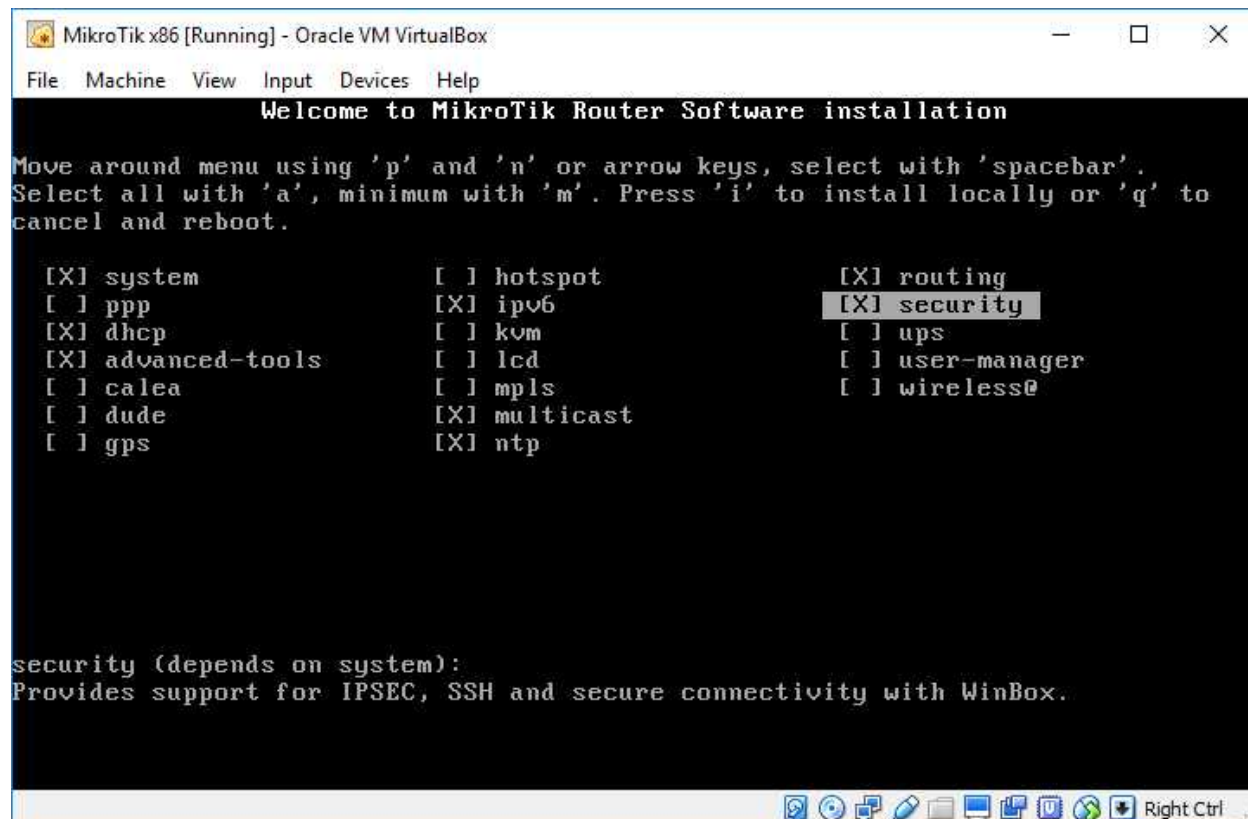 MikroTik x86 [Running] - Oracle VM VirtualBox
File Machine View Input Devices Help
Welcome to MikroTik Router Software installation
Move around menu using 'p' and 'n' or arrow keys, select with 'spacebar'.
Select all with 'a', minimum with 'm'. Press 'i' to install locally or 'q' to
cancel and reboot.
[X] system [ ] hotspot [X] routing
[ ] ppp [X] ipv6 [X] security
[X] dhcp [ ] kvm [ ] ups
[X] advanced-tools [ ] lcd [ ] user-manager
[ ] calea [ ] mpls [ ] wireless@
[ ] dude [X] multicast
[ ] gps [X] ntp
security (depends on system):
Provides support for IPSEC, SSH and secure connectivity with WinBox.
Right Ctrl